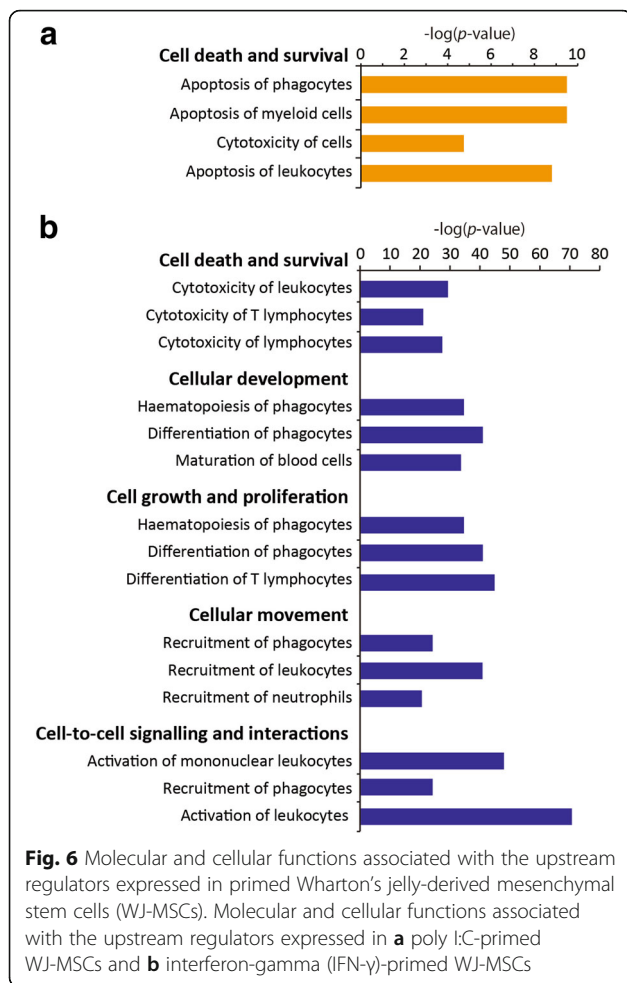 a
-log(p-value)
Cell death and survival 0 2 4 6 8 10
Apoptosis of phagocytes
Apoptosis of myeloid cells
Cytotoxicity of cells
Apoptosis of leukocytes
b
-log(p-value)
Cell death and survival 0 10 20 30 40 50 60 70 80
Cytotoxicity of leukocytes
Cytotoxicity of T lymphocytes
Cytotoxicity of lymphocytes
Cellular development
Haematopoiesis of phagocytes
Differentiation of phagocytes
Maturation of blood cells
Cell growth and proliferation
Haematopoiesis of phagocytes
Differentiation of phagocytes
Differentiation of T lymphocytes
Cellular movement
Recruitment of phagocytes
Recruitment of leukocytes
Recruitment of neutrophils
Cell-to-cell signalling and interactions
Activation of mononuclear leukocytes
Recruitment of phagocytes
Activation of leukocytes
Fig. 6 Molecular and cellular functions associated with the upstream
regulators expressed in primed Wharton's jelly-derived mesenchymal
stem cells (WJ-MSCs). Molecular and cellular functions associated
with the upstream regulators expressed in a poly I:C-primed
WJ-MSCs and b interferon-gamma (IFN-γ)-primed WJ-MSCs